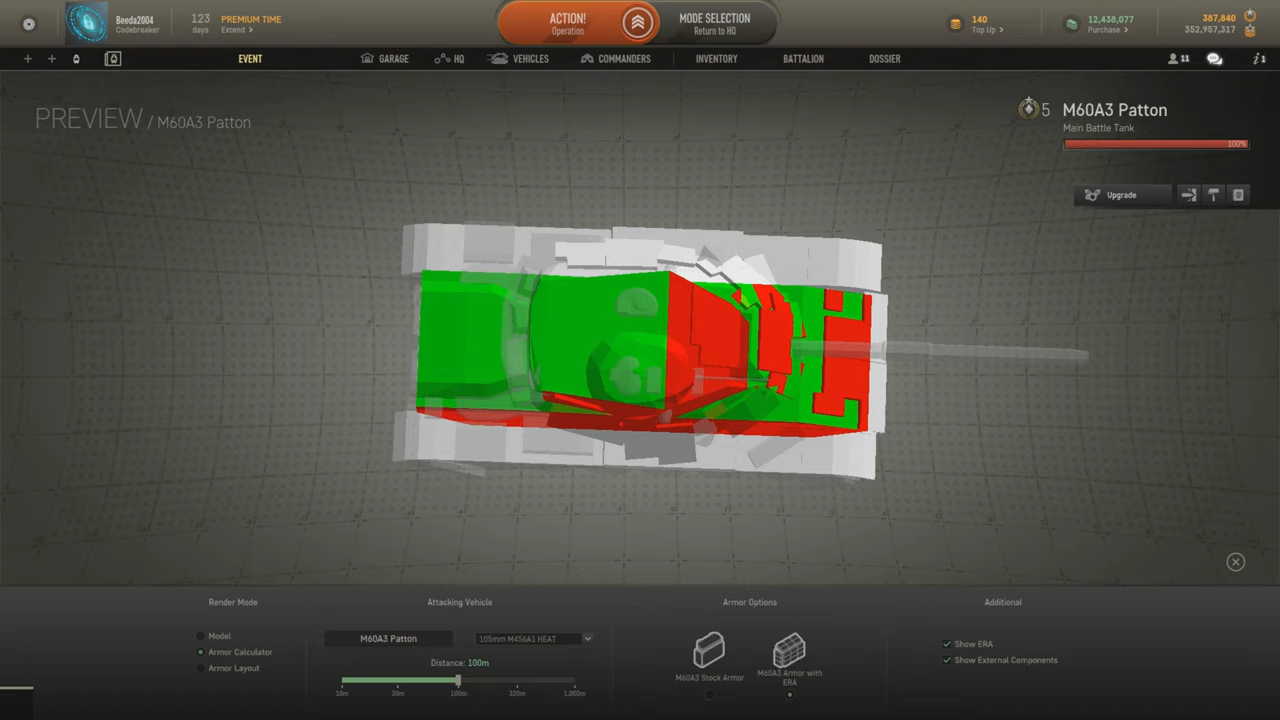 Beeda2004
Codebreaker
123
days
PREMIUM TIME
Extend >
ACTION!
Operation
MODE SELECTION
Return to HQ
140
Top Up >
12,438,077
Purchase >
387,840
352,957,317
EVENT
GARAGE
HQ
VEHICLES
COMMANDERS
INVENTORY
BATTALION
DOSSIER
11
1
PREVIEW / M60A3 Patton
5
M60A3 Patton
Main Battle Tank
100%
Upgrade
Render Mode
Attacking Vehicle
Armor Options
Additional
Model
Armor Calculator
Armor Layout
M60A3 Patton
105mm M456A1 HEAT
Distance: 100m
10m
30m
100m
320m
1,000m
M60A3 Stock Armor
M60A3 Armor with
ERA
Show ERA
Show External Components